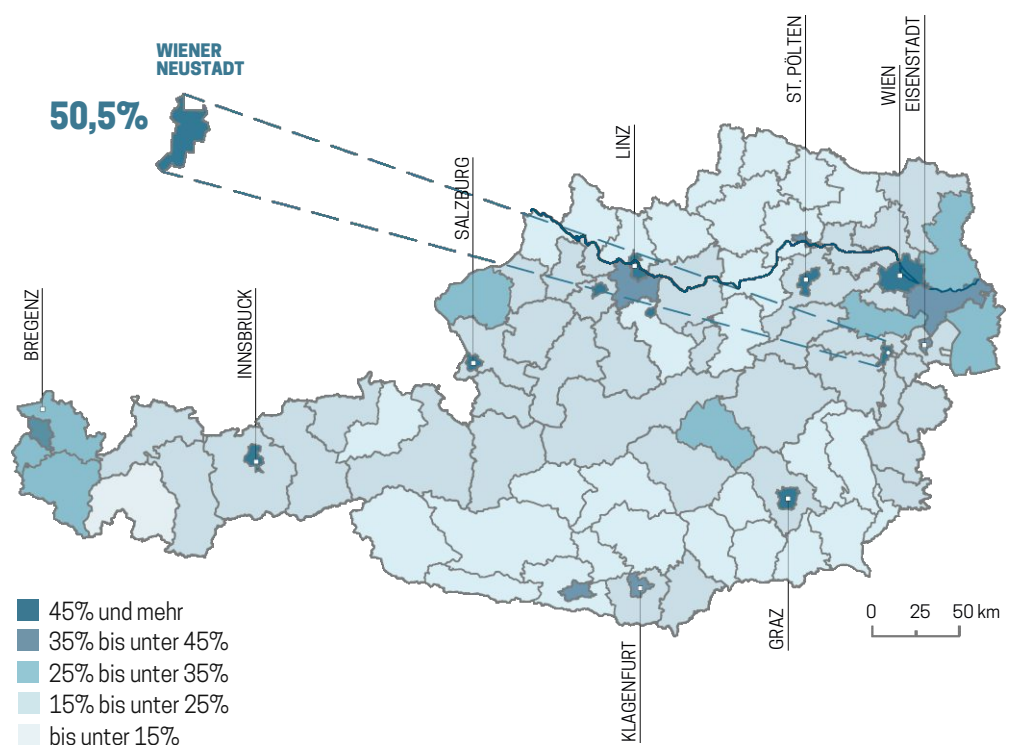 WIENER
NEUSTADT
50,5%
BREGENZ
INNSBRUCK
SALZBURG
LINZ
ST. PÖLTEN
WIEN
EISENSTADT
KLAGENFURT
GRAZ
0 25 50 km
45% und mehr
35% bis unter 45%
25% bis unter 35%
15% bis unter 25%
bis unter 15%